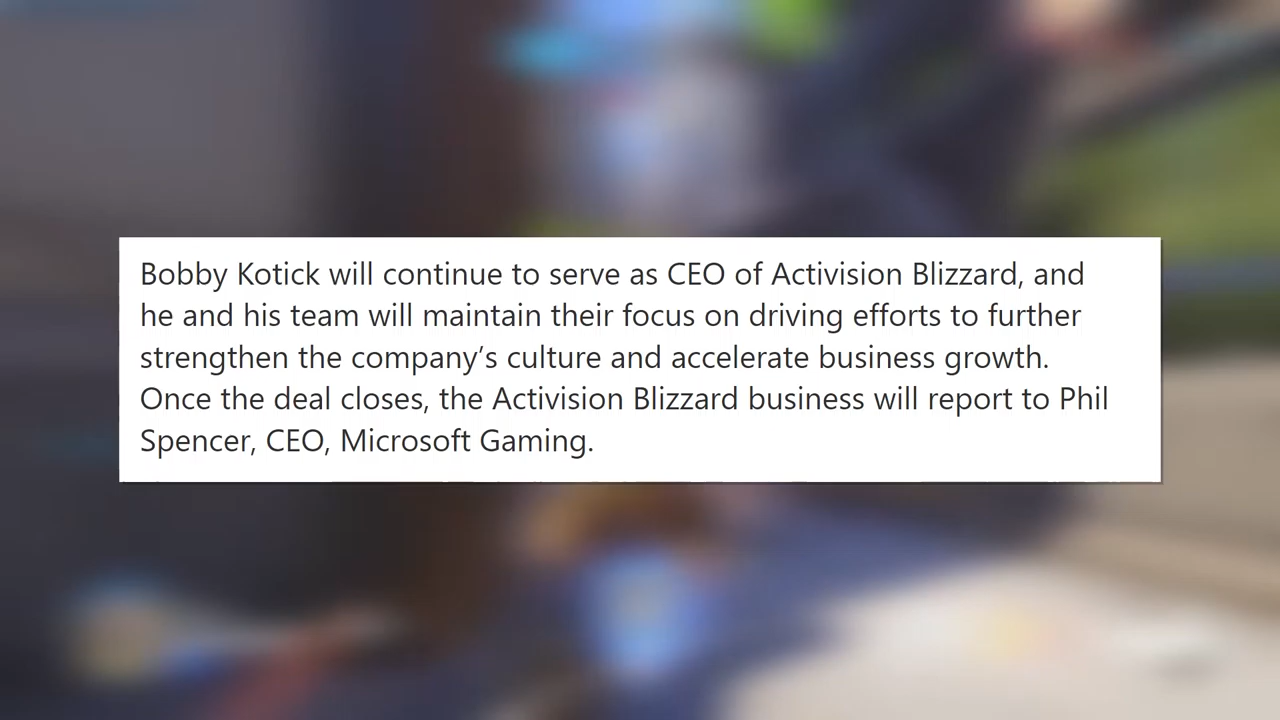 Bobby Kotick will continue to serve as CEO of Activision Blizzard, and
he and his team will maintain their focus on driving efforts to further
strengthen the company’s culture and accelerate business growth.
Once the deal closes, the Activision Blizzard business will report to Phil
Spencer, CEO, Microsoft Gaming.